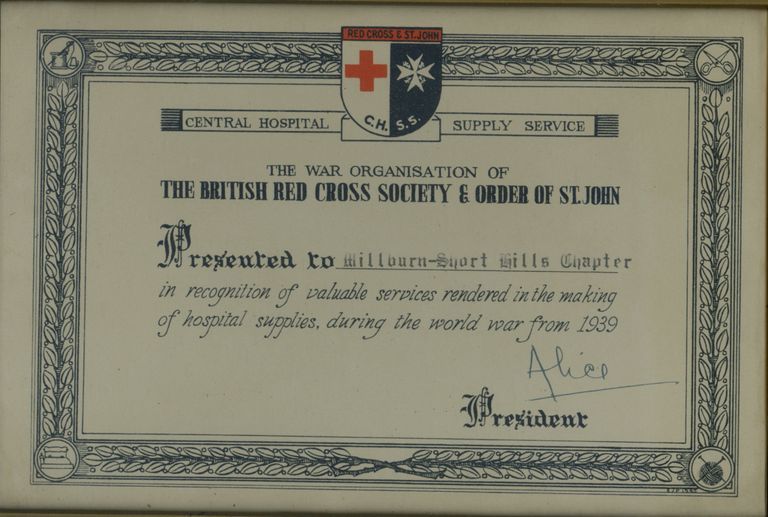 RED CROSS & ST. JOHN
C.H. S.S.
CENTRAL HOSPITAL SUPPLY SERVICE
THE WAR ORGANISATION OF
THE BRITISH RED CROSS SOCIETY & ORDER OF ST. JOHN
Presented to Millburn-Short Hills Chapter
in recognition of valuable services rendered in the making
of hospital supplies, during the world war from 1939
Alice
President